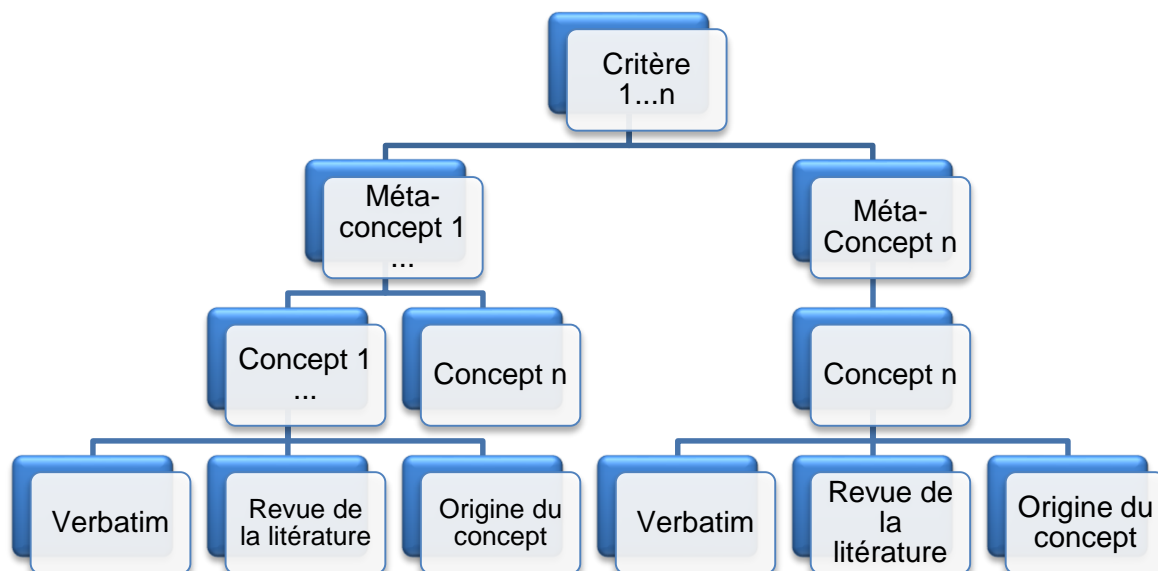 Critère
1...n
Méta-
concept 1
...
Méta-
Concept n
Concept 1
...
Concept n
Concept n
Verbatim
Revue de
la litérature
Origine du
concept
Verbatim
Revue de
la
litérature
Origine du
concept